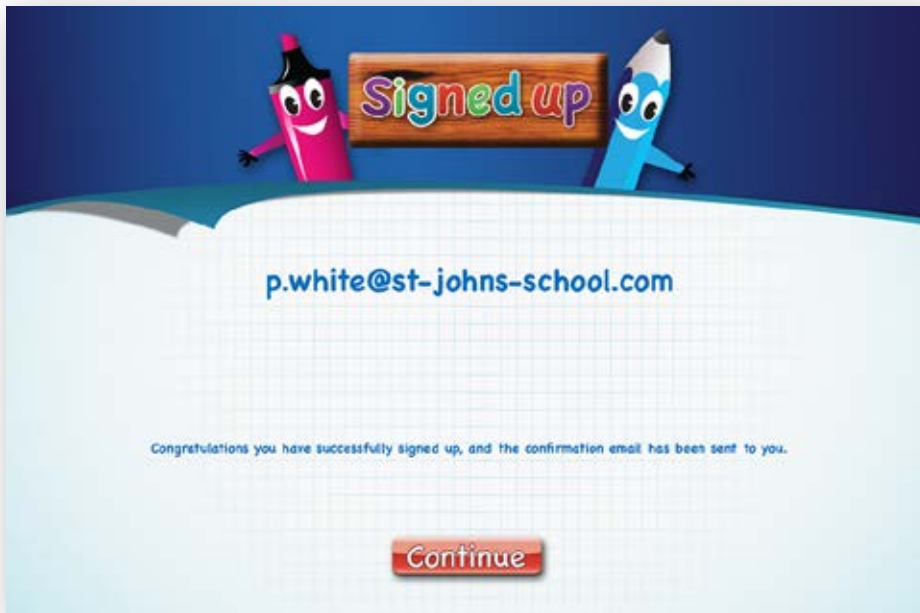 Signed up
p.white@st-johns-school.com
Congratulations you have successfully signed up, and the confirmation email has been sent to you.
Continue